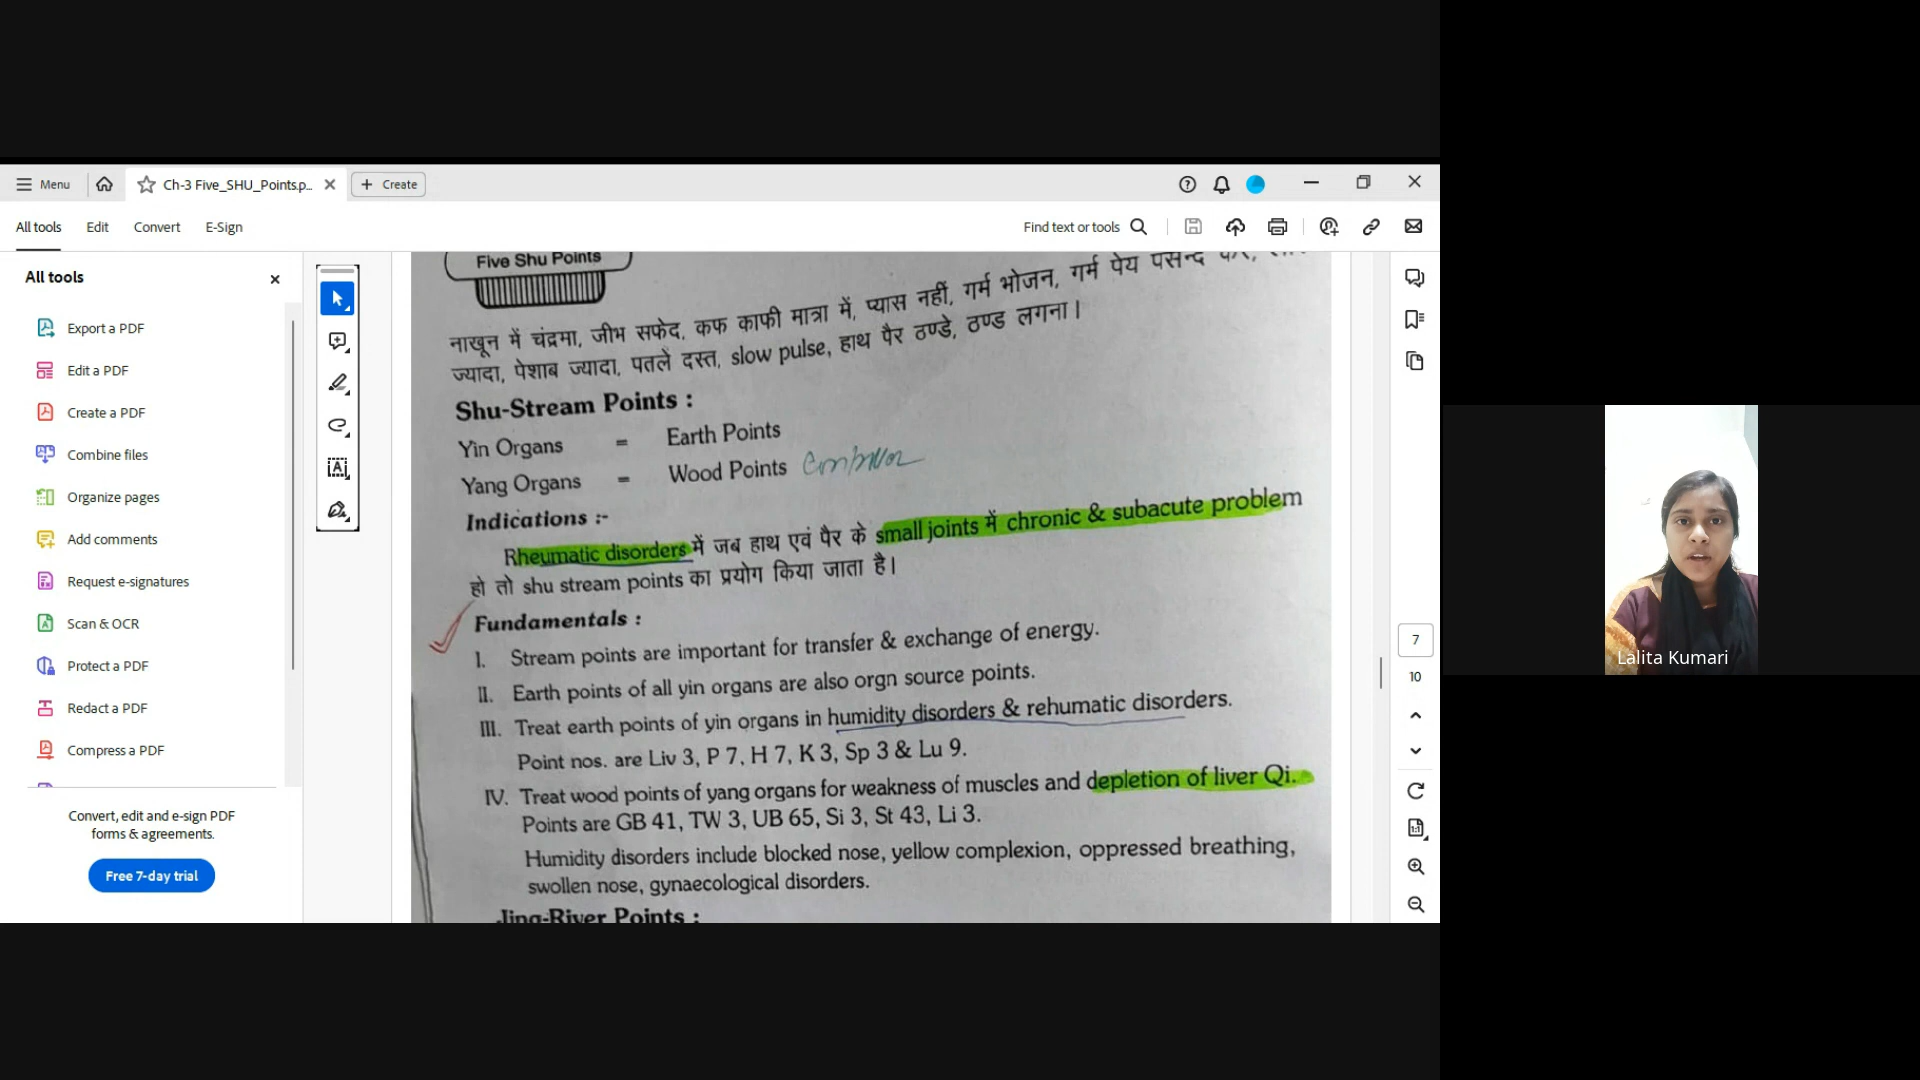 Menu
Ch-3 Five_SHU_Points.p...
Create
All tools
Edit
Convert
E-Sign
Find text or tools
All tools
Export a PDF
Edit a PDF
Create a PDF
Combine files
Organize pages
Add comments
Request e-signatures
Scan & OCR
Protect a PDF
Redact a PDF
Compress a PDF
Convert, edit and e-sign PDF
forms & agreements.
Free 7-day trial
Five Shu Points
नाखून में चंद्रमा, जीभ सफेद, कफ काफी मात्रा में, प्यास नहीं, गर्म भोजन, गर्म पेय पसन्द
ज्यादा, पेशाब ज्यादा, पतले दस्त, slow pulse, हाथ पैर ठण्डे, ठण्ड लगना।
Shu-Stream Points :
Yin Organs = Earth Points
Yang Organs = Wood Points
Indications :-
Rheumatic disorders में जब हाथ एवं पैर के small joints में chronic & subacute problem
हो तो shu stream points का प्रयोग किया जाता है।
Fundamentals :
I. Stream points are important for transfer & exchange of energy.
II. Earth points of all yin organs are also orgn source points.
III. Treat earth points of yin organs in humidity disorders & rehumatic disorders.
Point nos. are Liv 3, P 7, H 7, K 3, Sp 3 & Lu 9.
IV. Treat wood points of yang organs for weakness of muscles and depletion of liver Qi.
Points are GB 41, TW 3, UB 65, Si 3, St 43, Li 3.
Humidity disorders include blocked nose, yellow complexion, oppressed breathing,
swollen nose, gynaecological disorders.
Jing-River Points :
7
10
Lalita Kumari